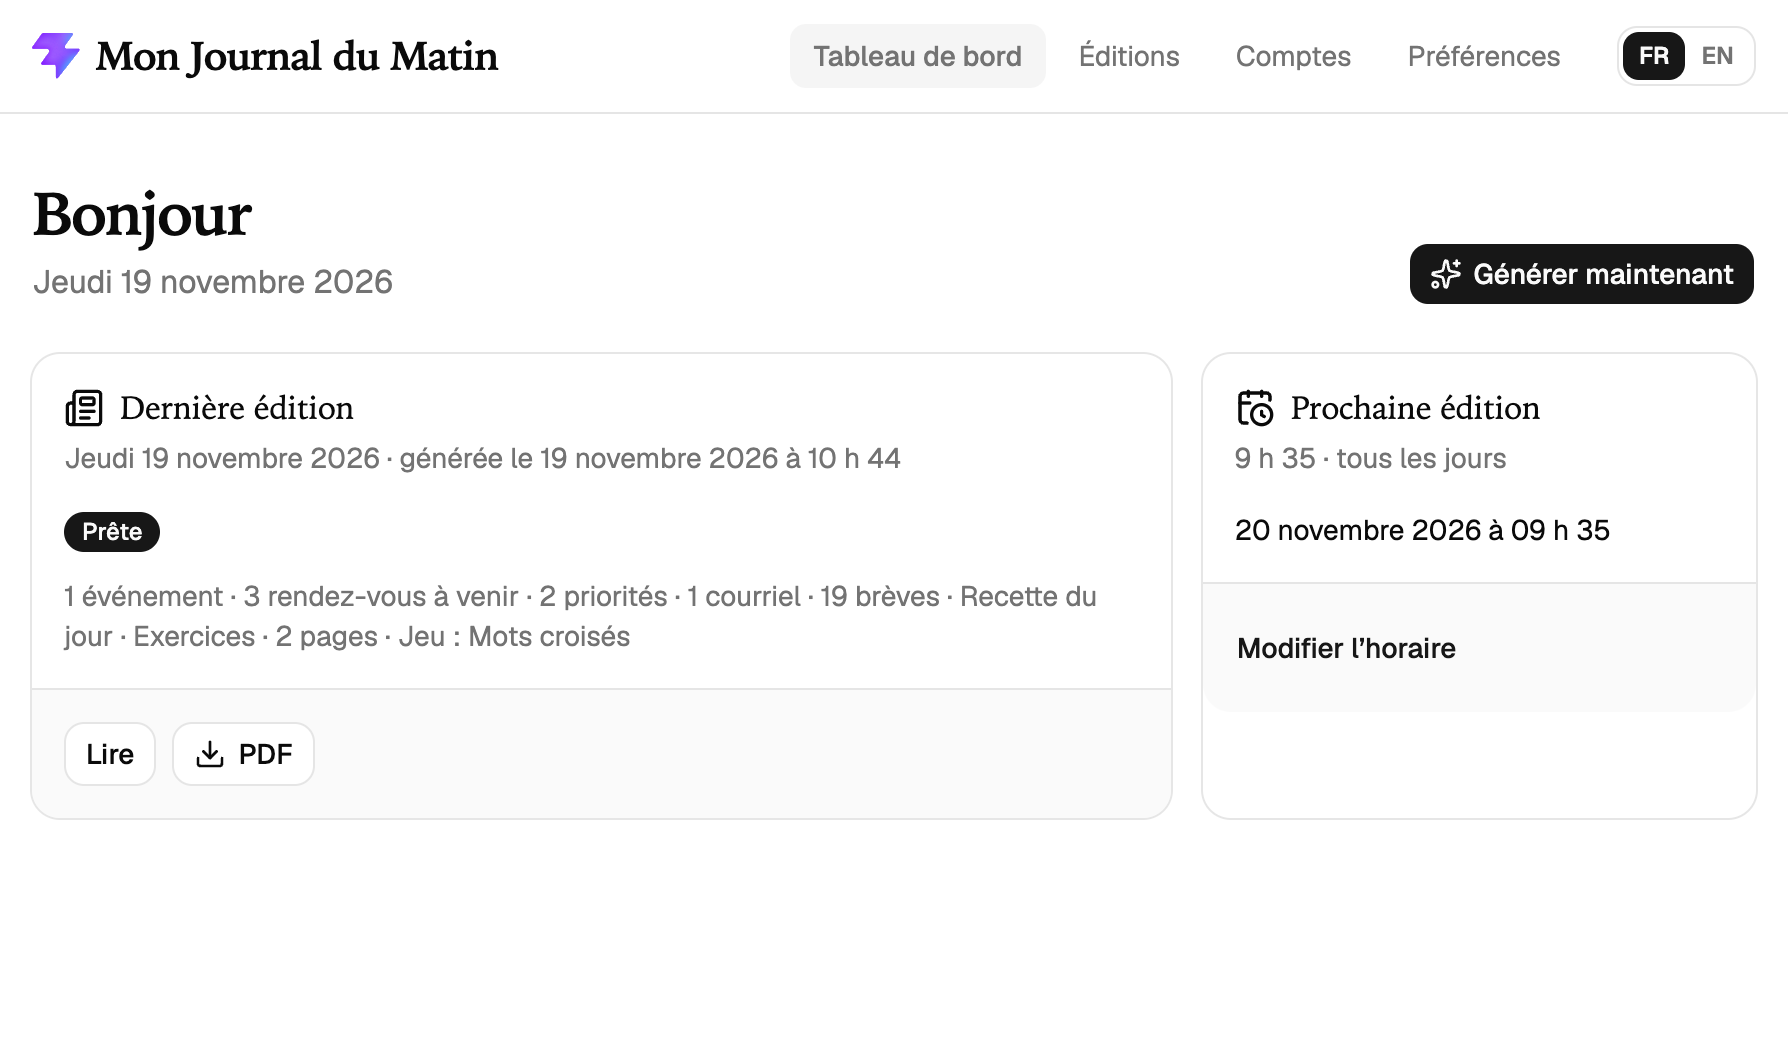 Mon Journal du Matin
Tableau de bord
Éditions
Comptes
Préférences
FR
EN
Bonjour
Jeudi 19 novembre 2026
Générer maintenant
Dernière édition
Jeudi 19 novembre 2026 · générée le 19 novembre 2026 à 10 h 44
Prête
1 événement · 3 rendez-vous à venir · 2 priorités · 1 courriel · 19 brèves · Recette du
jour · Exercices · 2 pages · Jeu : Mots croisés
Lire
PDF
Prochaine édition
9 h 35 · tous les jours
20 novembre 2026 à 09 h 35
Modifier l’horaire